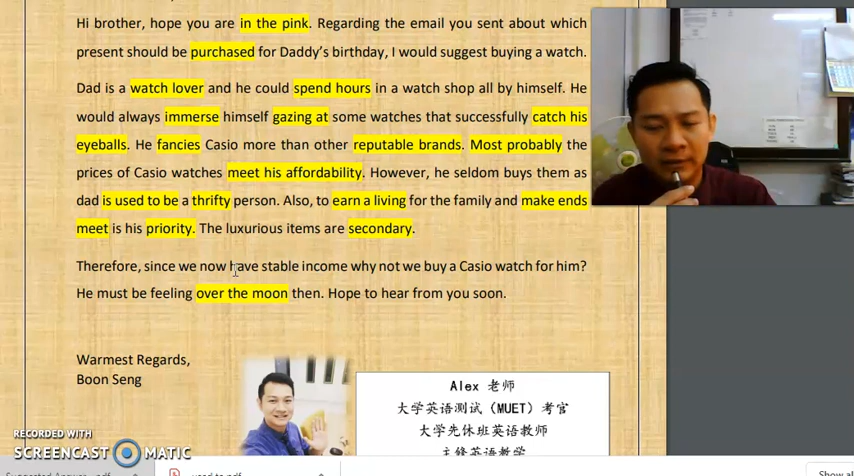 Hi brother, hope you are in the pink. Regarding the email you sent about which
present should be purchased for Daddy's birthday, I would suggest buying a watch.
Dad is a watch lover and he could spend hours in a watch shop all by himself. He
would always immerse himself gazing at some watches that successfully catch his
eyeballs. He fancies Casio more than other reputable brands. Most probably the
prices of Casio watches meet his affordability. However, he seldom buys them as
dad is used to be a thrifty person. Also, to earn a living for the family and make ends
meet is his priority. The luxurious items are secondary.
Therefore, since we now have stable income why not we buy a Casio watch for him?
He must be feeling over the moon then. Hope to hear from you soon.
Warmest Regards,
Boon Seng
Alex 老师
大学英语测试（MUET）考官
大学先休班英语教师
RECORDED WITH
SCREENCAST MATIC
Show al